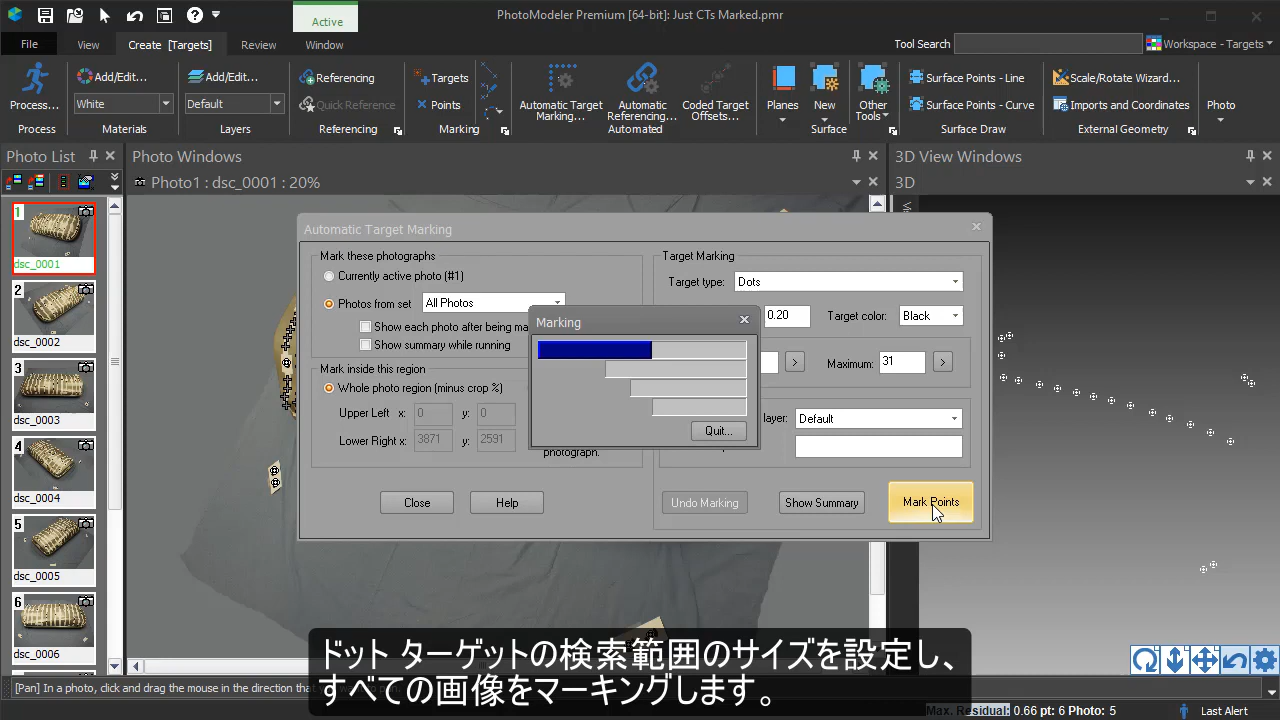 Active
PhotoModeler Premium [64-bit]: Just CTs Marked.pmr
File View Create [Targets] Review Window
Tool Search Workspace - Targets
Process... Add/Edit... Add/Edit... Referencing Targets Automatic Target Marking... Automatic Referencing... Coded Target Offsets... Planes New Other Tools Surface Points - Line Scale/Rotate Wizard... Photo
White Default Quick Reference Points Surface Points - Curve Imports and Coordinates
Process Materials Layers Referencing Marking Automated Surface Surface Draw External Geometry
Photo List
Photo Windows
3D View Windows
Photo1 : dsc_0001 : 20%
3D
1
dsc_0001
2
dsc_0002
3
dsc_0003
4
dsc_0004
5
dsc_0005
6
dsc_0006
Automatic Target Marking
Mark these photographs
Currently active photo (#1)
Photos from set All Photos
Show each photo after being ma
Show summary while running
Mark inside this region
Whole photo region (minus crop %)
Upper Left x: 0 y: 0
Lower Right x: 3871 y: 2591
photograph.
Close Help
Target Marking
Target type: Dots
0.20 Target color: Black
> Maximum: 31 >
layer: Default
Undo Marking Show Summary Mark Points
Marking
Quit...
ドット ターゲットの検索範囲のサイズを設定し、
すべての画像をマーキングします。
[Pan] In a photo, click and drag the mouse in the direction that
Max. Residual: 0.66 pt: 6 Photo: 5 Last Alert